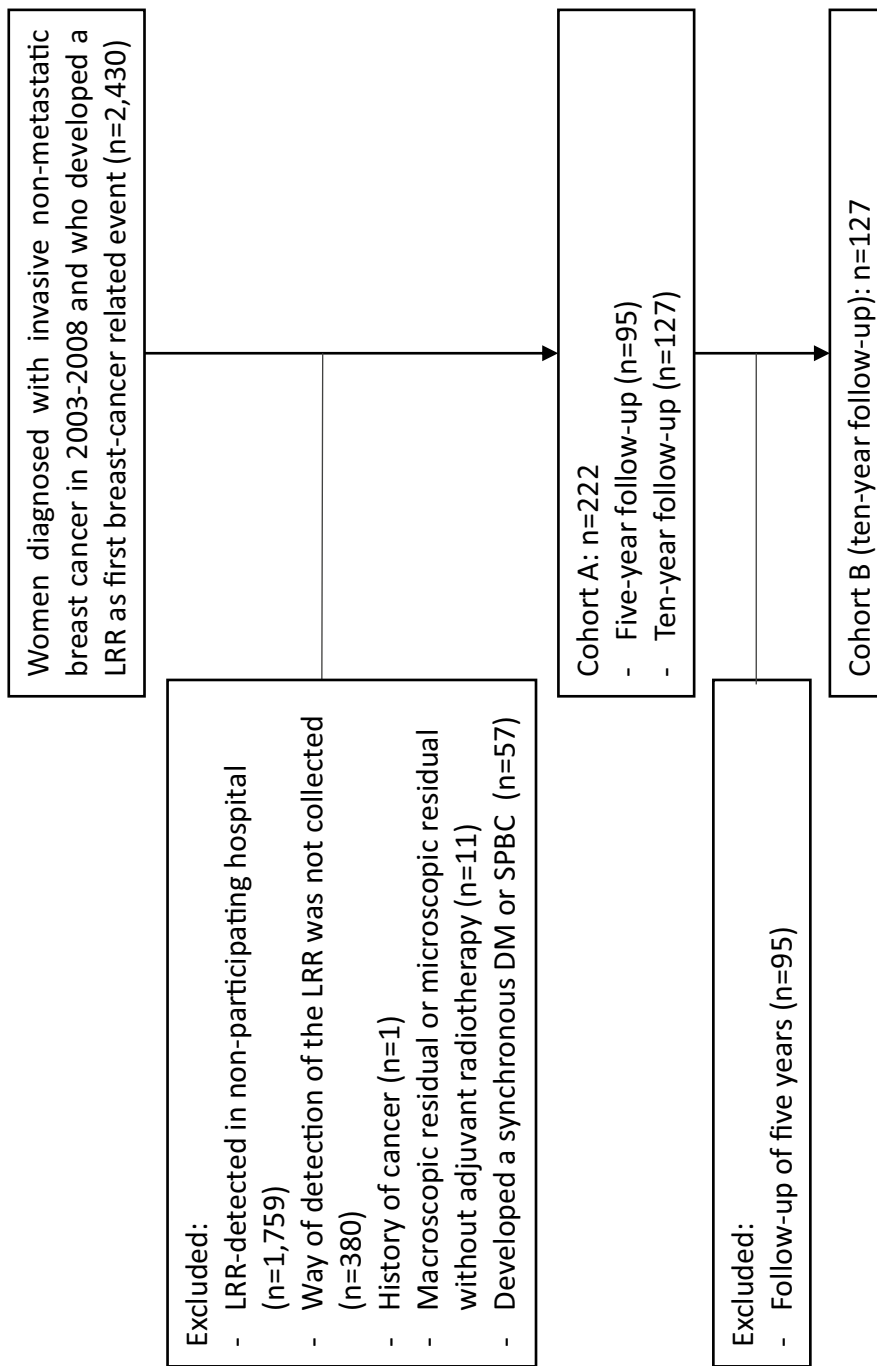 Women diagnosed with invasive non-metastatic
breast cancer in 2003-2008 and who developed a
LRR as first breast-cancer related event (n=2,430)
Excluded:
- LRR-detected in non-participating hospital
(n=1,759)
- Way of detection of the LRR was not collected
(n=380)
- History of cancer (n=1)
- Macroscopic residual or microscopic residual
without adjuvant radiotherapy (n=11)
- Developed a synchronous DM or SPBC (n=57)
Cohort A: n=222
- Five-year follow-up (n=95)
- Ten-year follow-up (n=127)
Excluded:
- Follow-up of five years (n=95)
Cohort B (ten-year follow-up): n=127